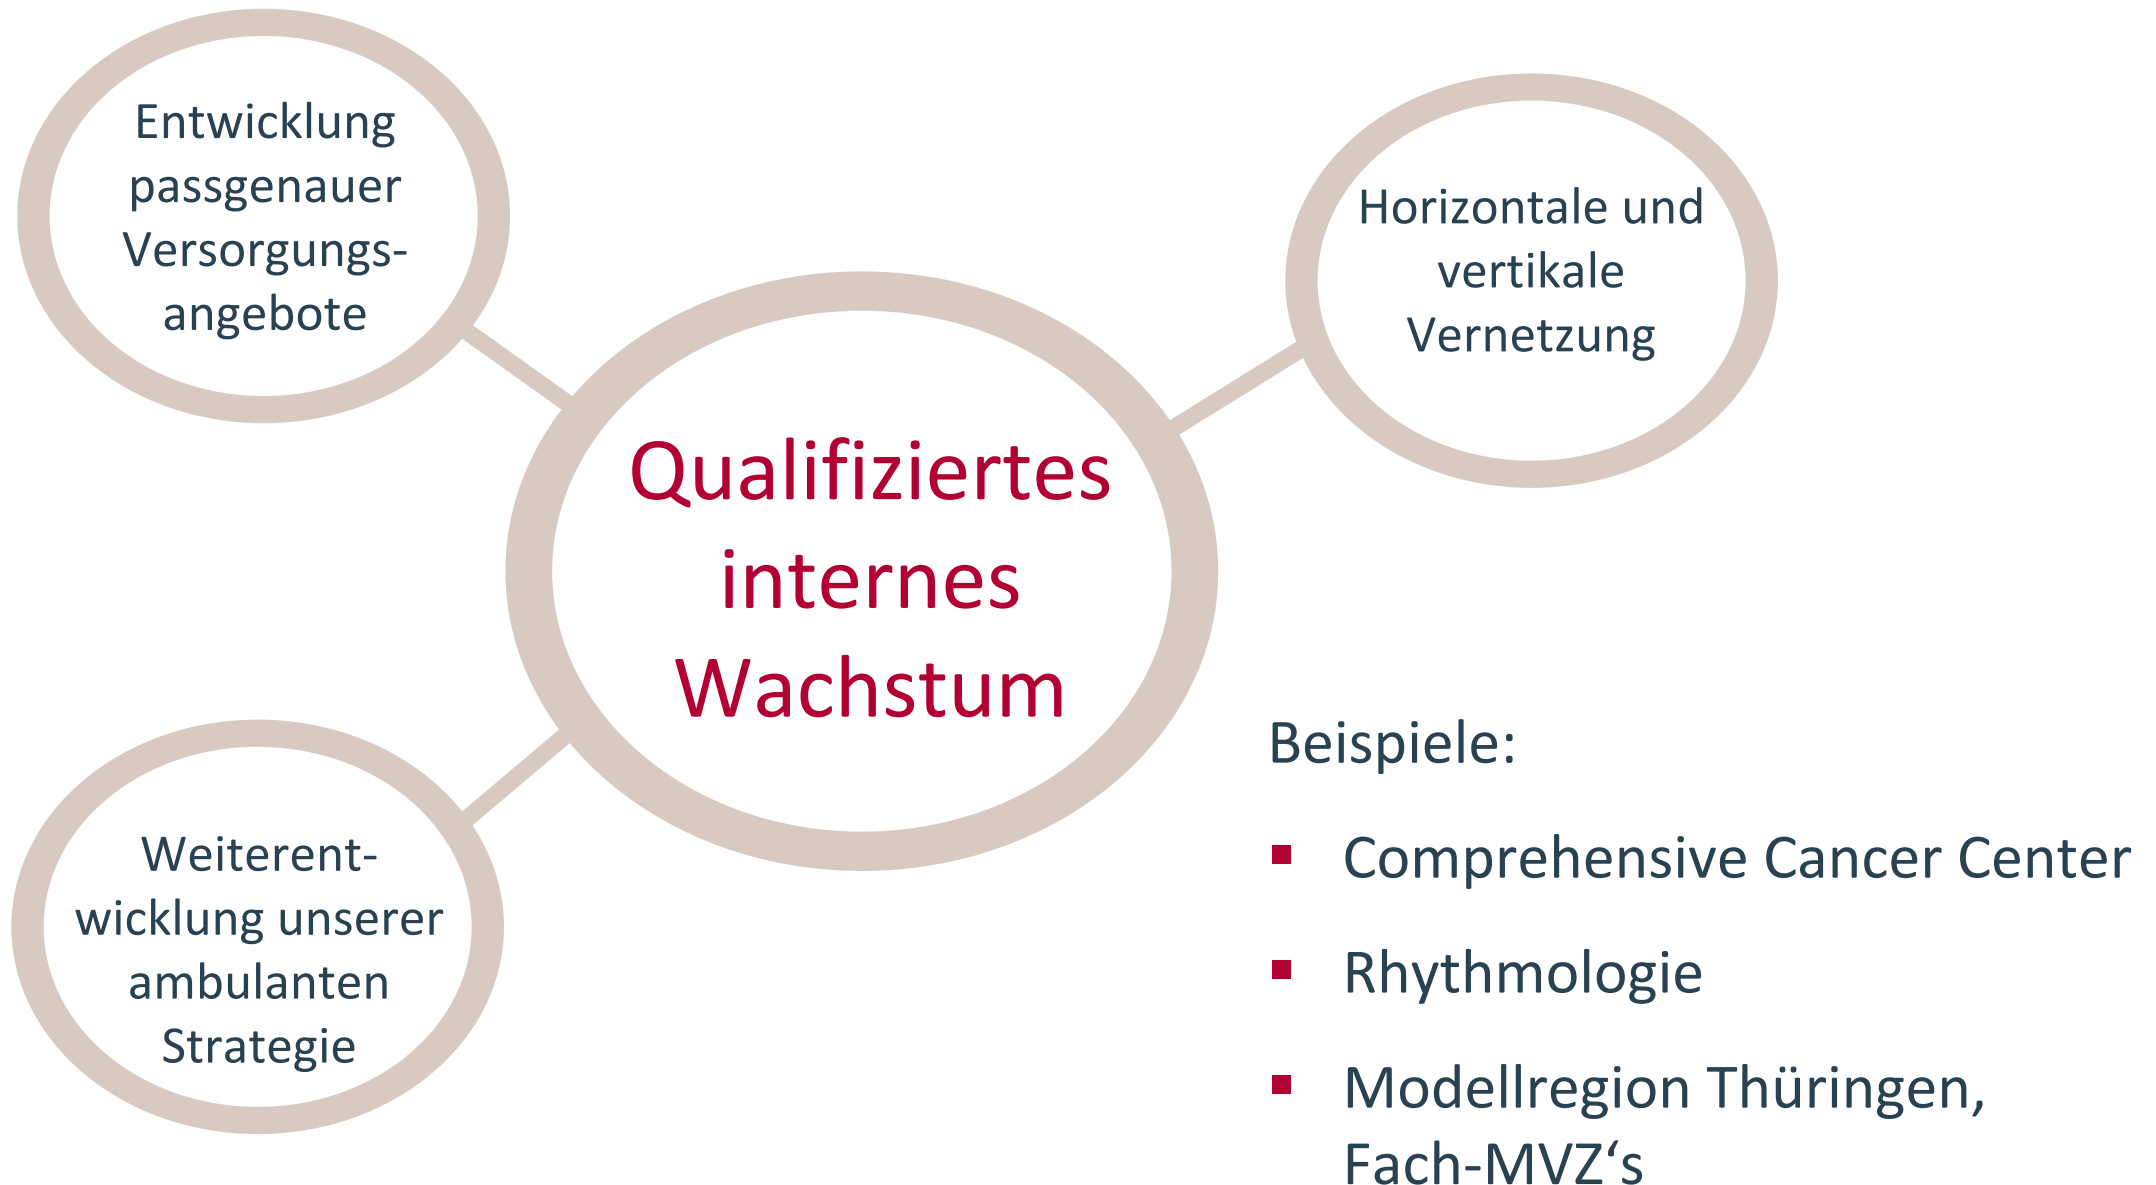 Entwicklung
passgenauer
Versorgungs-
angebote
Horizontale und
vertikale
Vernetzung
Qualifiziertes
internes
Wachstum
Weiterent-
wicklung unserer
ambulanten
Strategie
Beispiele:
▪ Comprehensive Cancer Center
▪ Rhythmologie
▪ Modellregion Thüringen,
Fach-MVZ‘s